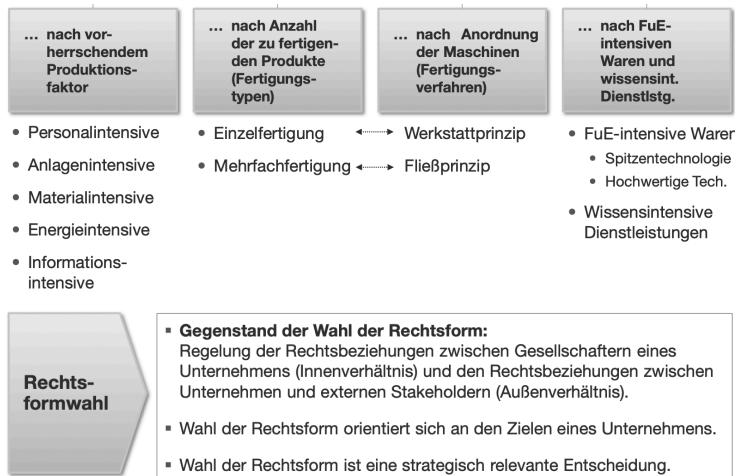 … nach vor-
herrschendem
Produktions-
faktor
… nach Anzahl
der zu fertigen-
den Produkte
(Fertigungs-
typen)
… nach Anordnung
der Maschinen
(Fertigungs-
verfahren)
… nach FuE-
intensiven
Waren und
wissensint.
Dienstlstg.
• Personalintensive
• Anlagenintensive
• Materialintensive
• Energieintensive
• Informations-
intensive
• Einzelfertigung
• Mehrfachfertigung
Werkstattprinzip
Fließprinzip
• FuE-intensive Waren
• Spitzentechnologie
• Hochwertige Tech.
• Wissensintensive
Dienstleistungen
Rechts-
formwahl
▪ Gegenstand der Wahl der Rechtsform:
Regelung der Rechtsbeziehungen zwischen Gesellschaftern eines
Unternehmens (Innenverhältnis) und den Rechtsbeziehungen zwischen
Unternehmen und externen Stakeholdern (Außenverhältnis).
▪ Wahl der Rechtsform orientiert sich an den Zielen eines Unternehmens.
▪ Wahl der Rechtsform ist eine strategisch relevante Entscheidung.